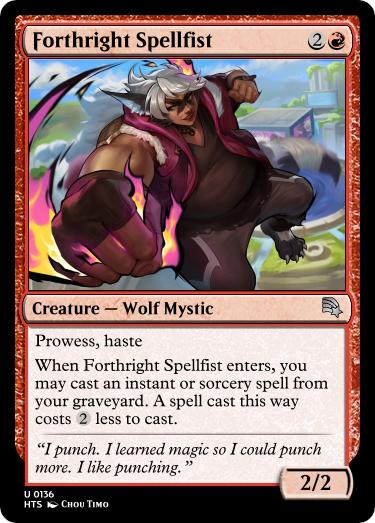 Forthright Spellfist 2
Creature — Wolf Mystic
Prowess, haste
When Forthright Spellfist enters, you
may cast an instant or sorcery spell from
your graveyard. A spell cast this way
costs 2 less to cast.
“I punch. I learned magic so I could punch
more. I like punching.”
2/2
U 0136
HTS Chou Timo